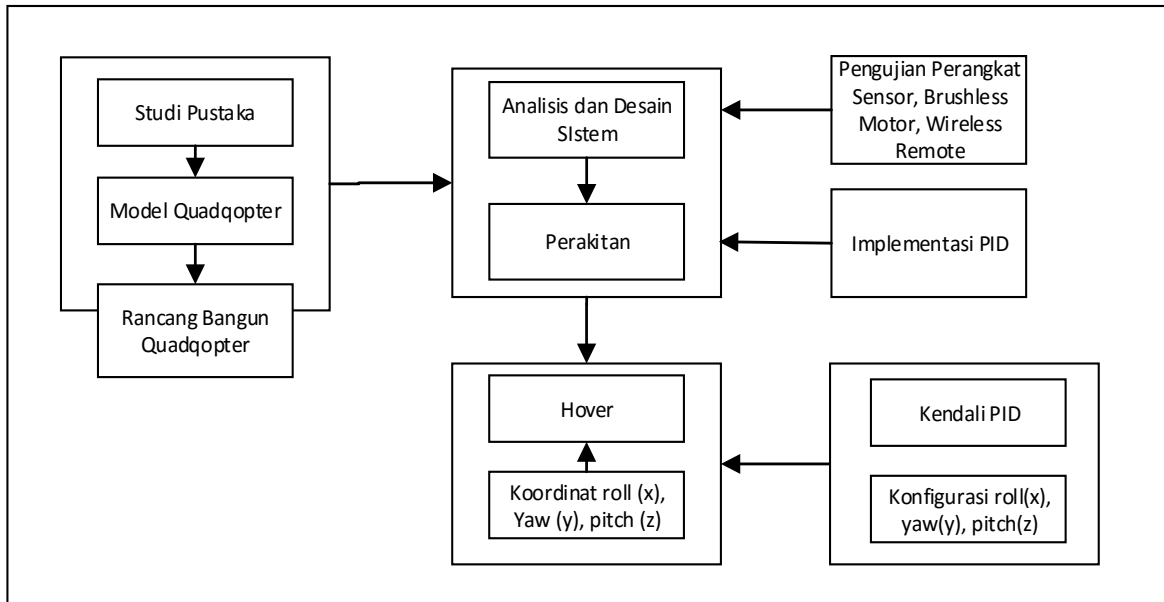 Studi Pustaka
Model Quadqopter
Rancang Bangun
Quadqopter
Analisis dan Desain
SIstem
Perakitan
Pengujian Perangkat
Sensor, Brushless
Motor, Wireless
Remote
Implementasi PID
Hover
Koordinat roll (x),
Yaw (y), pitch (z)
Kendali PID
Konfigurasi roll(x),
yaw(y), pitch(z)